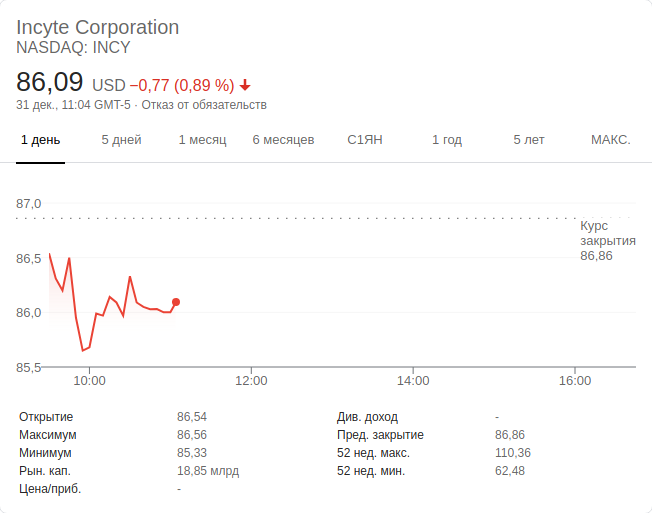 Incyte Corporation
NASDAQ: INCY
86,09 USD −0,77 (0,89 %)
31 дек., 11:04 GMT-5 · Отказ от обязательств
1 день 5 дней 1 месяц 6 месяцев С1ЯН 1 год 5 лет МАКС.
87,0
Курс
закрытия
86,86
86,5
86,0
85,5
10:00 12:00 14:00 16:00
Открытие 86,54 Див. доход -
Максимум 86,56 Пред. закрытие 86,86
Минимум 85,33 52 нед. макс. 110,36
Рын. кап. 18,85 млрд 52 нед. мин. 62,48
Цена/приб. -